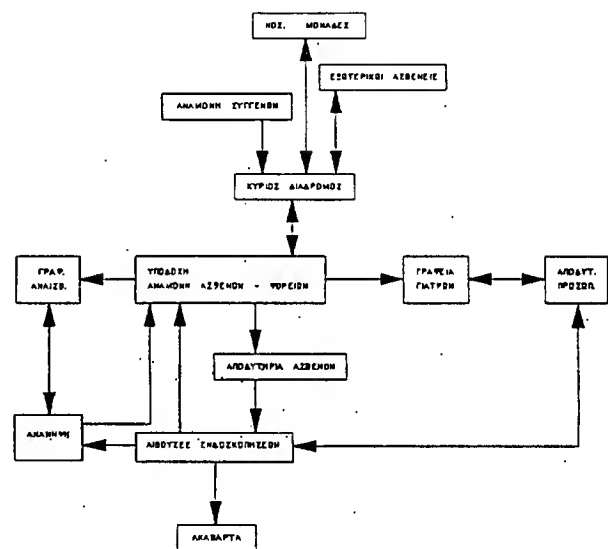 ΝΟΣ. ΜΟΝΑΔΕΣ
ΕΞΩΤΕΡΙΚΟΙ ΑΣΘΕΝΕΙΣ
ΑΝΑΜΟΝΗ ΣΥΓΓΕΝΩΝ
ΚΥΡΙΟΣ ΔΙΑΔΡΟΜΟΣ
ΓΡΑΦ.
ΑΝΑΙΣΘ.
ΥΠΟΔΟΧΗ
ΑΝΑΜΟΝΗ ΑΣΘΕΝΩΝ - ΦΟΡΕΙΩΝ
ΓΡΑΦΕΙΑ
ΓΙΑΤΡΩΝ
ΑΠΟΔΥΤ.
ΠΡΟΣΩΠ.
ΑΠΟΔΥΤΗΡΙΑ ΑΣΘΕΝΩΝ
ΑΝΑΝΗΨΗ
ΑΙΘΟΥΣΕΣ ΕΝΔΟΣΚΟΠΗΣΕΩΝ
ΑΚΑΘΑΡΤΑ